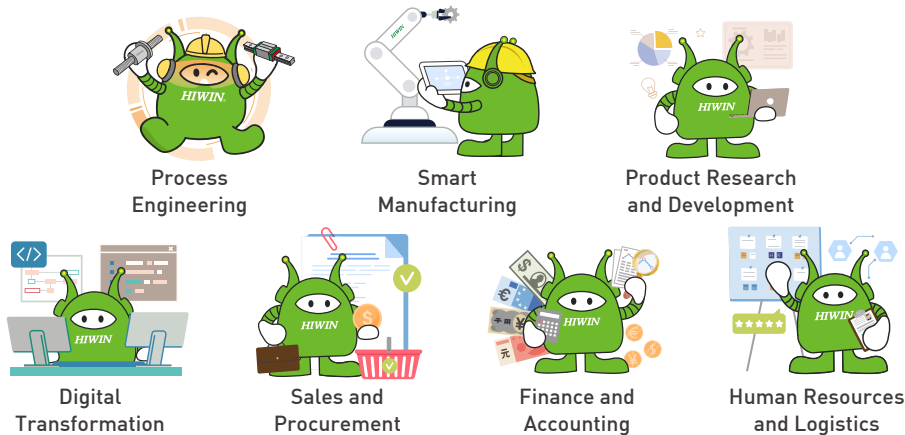 HIWIN
HIWIN®
HIWIN
Process
Engineering
Smart
Manufacturing
Product Research
and Development
</>
HIWIN
HIWIN
$
$
€
¥
元
HIWIN
€
¥
$
HIWIN
Digital
Transformation
Sales and
Procurement
Finance and
Accounting
Human Resources
and Logistics